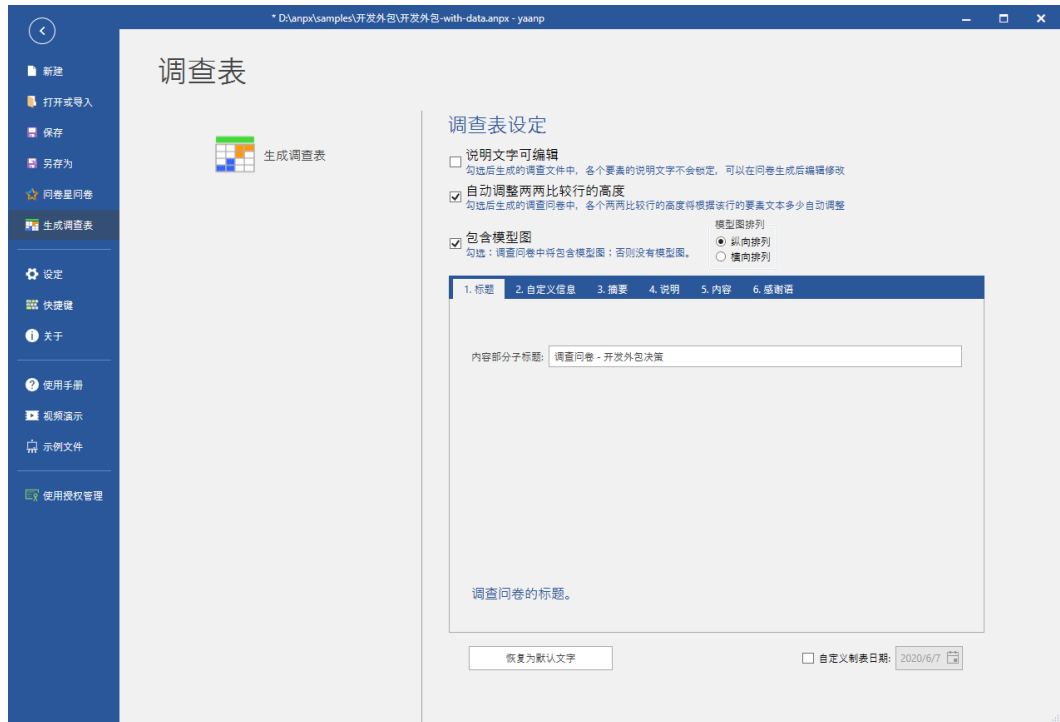 * D:\anpx\samples\开发外包\开发外包-with-data.anpx - yaanp
新建
打开或导入
保存
另存为
问卷星问卷
生成调查表
设定
快捷键
关于
使用手册
视频演示
示例文件
使用授权管理
调查表
生成调查表
调查表设定
说明文字可编辑
勾选后生成的调查文件中，各个要素的说明文字不会锁定，可以在问卷生成后编辑修改
自动调整两两比较行的高度
勾选后生成的调查问卷中，各个两两比较行的高度将根据该行的要素文本多少自动调整
包含模型图
勾选：调查问卷中将包含模型图；否则没有模型图。
模型图排列
纵向排列
横向排列
1. 标题 2. 自定义信息 3. 摘要 4. 说明 5. 内容 6. 感谢语
内容部分子标题: 调查问卷 - 开发外包决策
调查问卷的标题。
恢复为默认文字
自定义制表日期: 2020/6/7